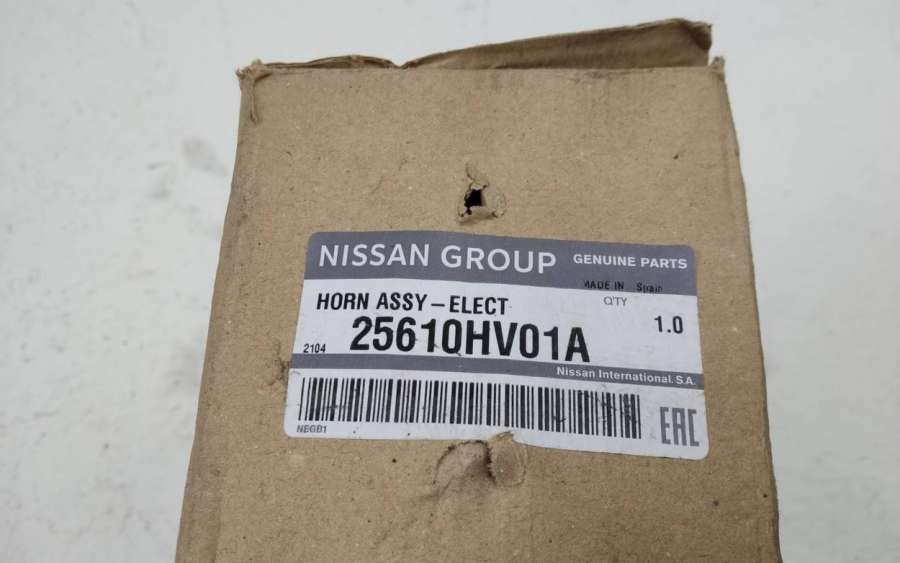 NISSAN GROUP GENUINE PARTS
MADE IN Spain
HORN ASSY-ELECT
Q'TY
25610HV01A
1.0
2104
Nissan International. S.A.
NEGB1
EAC